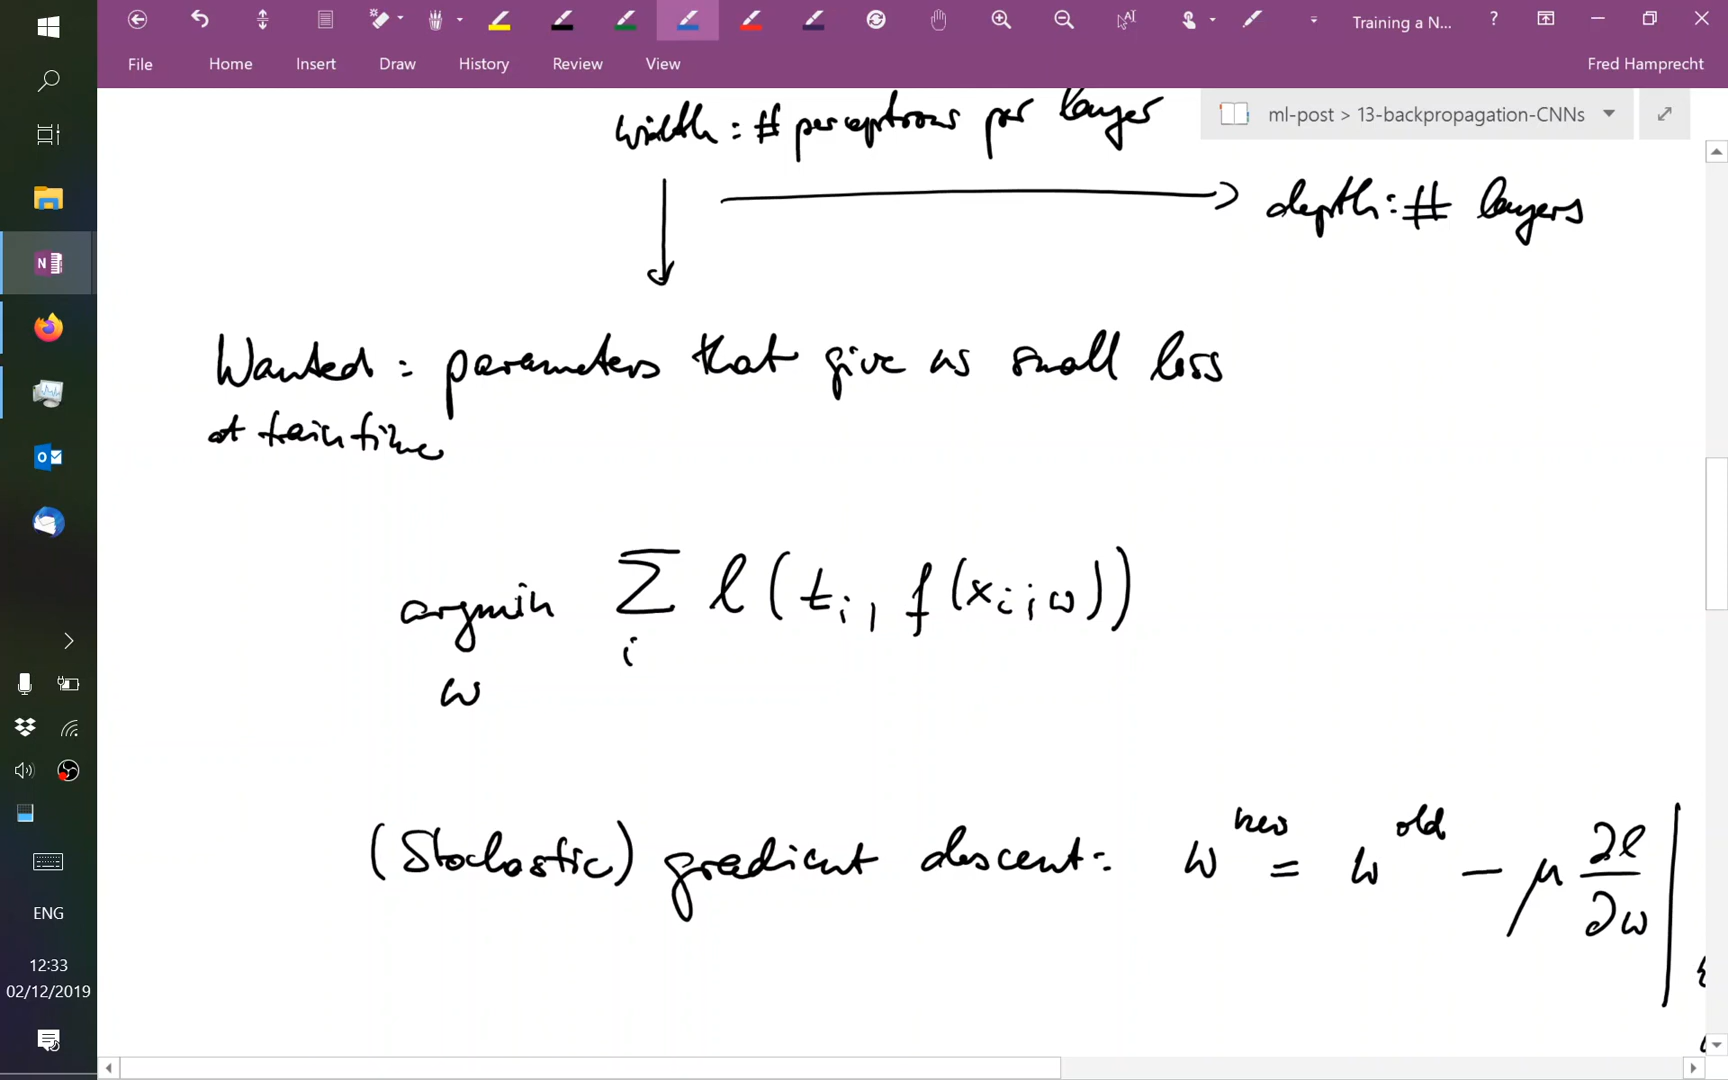 Training a N...
?
File
Home
Insert
Draw
History
Review
View
Fred Hamprecht
ml-post > 13-backpropagation-CNNs
width: # perceptrons per layer
depth: # layers
Wanted: parameters that give us small loss
at train time
argmin Σ l(t_i, f(x_i; w))
w i
(Stochastic) gradient descent: w^new = w^old - μ ∂l/∂w |
ENG
12:33
02/12/2019